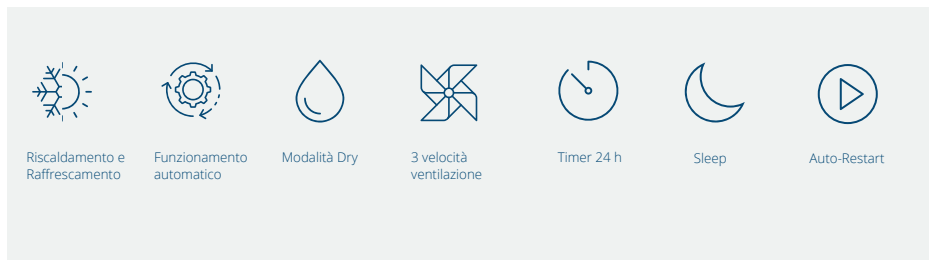 Riscaldamento e
Raffrescamento
Funzionamento
automatico
Modalità Dry
3 velocità
ventilazione
Timer 24 h
Sleep
Auto-Restart